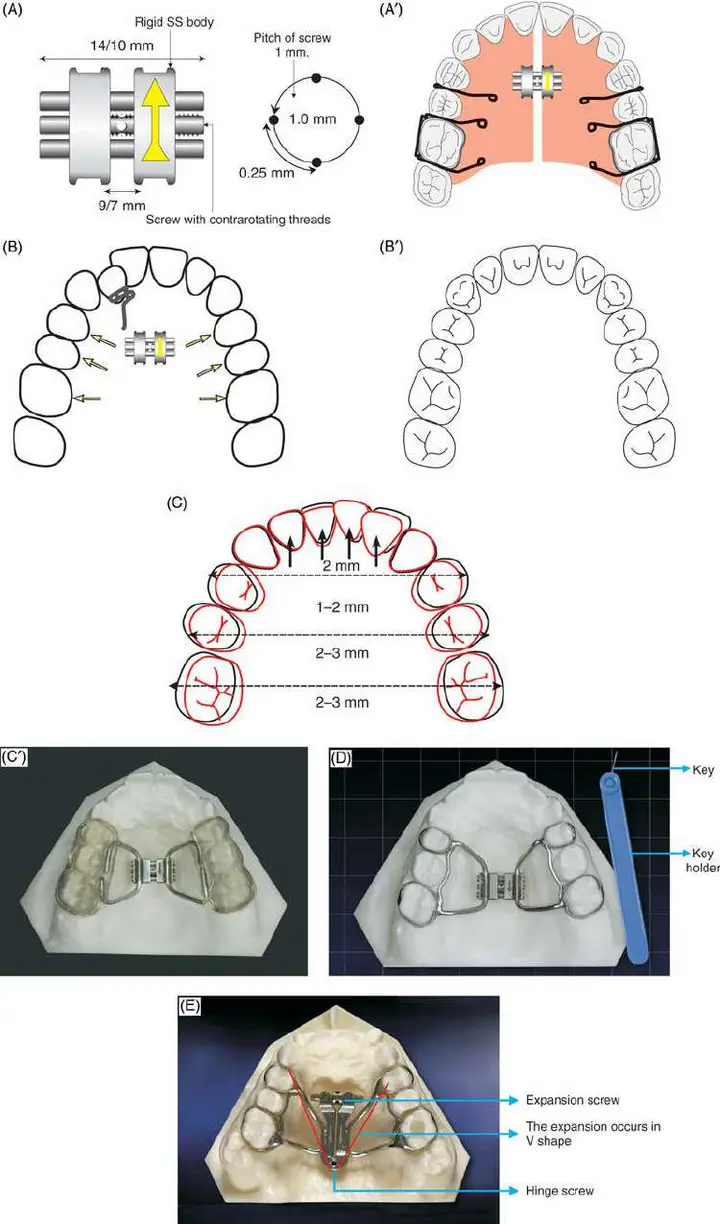 (A)
Rigid SS body
14/10 mm
Pitch of screw
1 mm.
1.0 mm
0.25 mm
9/7 mm
Screw with contrarotating threads
(A′)
(B)
(B′)
(C)
2 mm
1–2 mm
2–3 mm
2–3 mm
(C′)
(D)
Key
Key
holder
(E)
Expansion screw
The expansion occurs in
V shape
Hinge screw